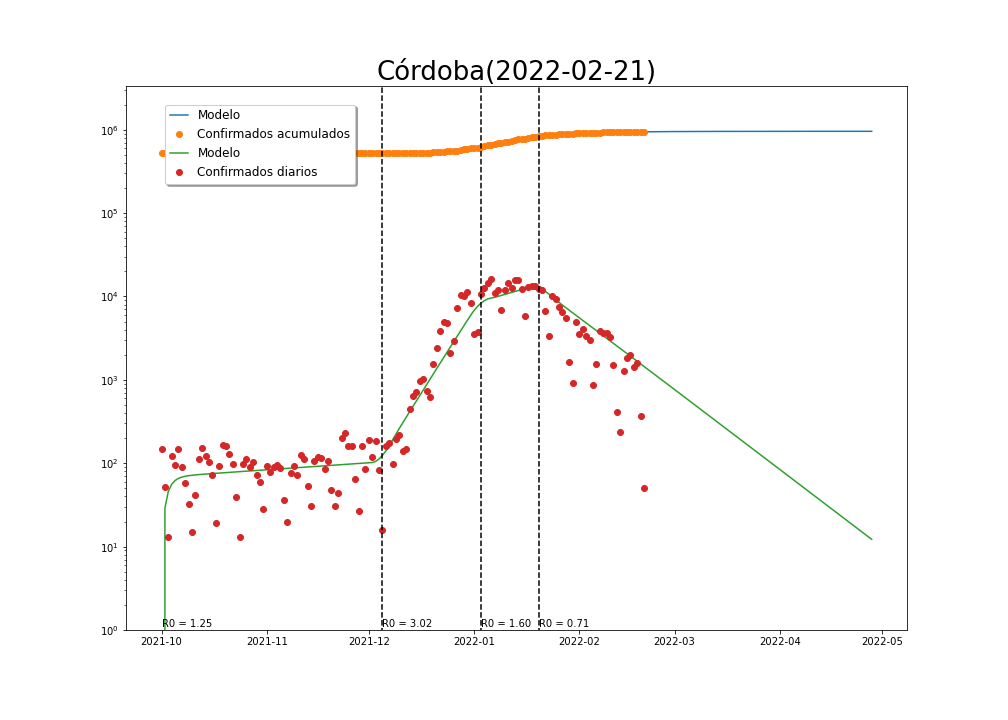 Córdoba(2022-02-21)
Modelo
Confirmados acumulados
Modelo
Confirmados diarios
10⁶
10⁵
10⁴
10³
10²
10¹
10⁰
R0 = 1.25
R0 = 3.02
R0 = 1.60
R0 = 0.71
2021-10
2021-11
2021-12
2022-01
2022-02
2022-03
2022-04
2022-05